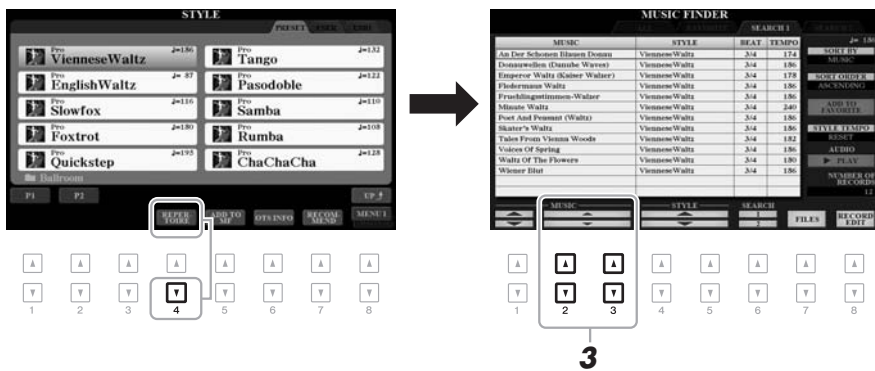 STYLE
PRESET USER USB1
Pro ♩=186
VienneseWaltz
Pro ♩=132
Tango
Pro ♩= 87
EnglishWaltz
Pro ♩=122
Pasodoble
Pro ♩=116
Slowfox
Pro ♩=110
Samba
Pro ♩=180
Foxtrot
Pro ♩=108
Rumba
Pro ♩=195
Quickstep
Pro ♩=128
ChaChaCha
Ballroom
P1 P2 UP
REPER-TOIRE ADD TO MF OTS INFO RECOM-MEND MENU 1
1 2 3 4 5 6 7 8
MUSIC FINDER
ALL FAVORITE SEARCH 1 SEARCH 2
MUSIC STYLE BEAT TEMPO
An Der Schonen Blauen Donau VienneseWaltz 3/4 174
Donauwellen (Danube Waves) VienneseWaltz 3/4 186
Emperor Waltz (Kaiser Walzer) VienneseWaltz 3/4 178
Fledermaus Waltz VienneseWaltz 3/4 186
Fruehlingsstimmen-Walzer VienneseWaltz 3/4 186
Minute Waltz VienneseWaltz 3/4 240
Poet And Peasant (Waltz) VienneseWaltz 3/4 186
Skater's Waltz VienneseWaltz 3/4 186
Tales From Vienna Woods VienneseWaltz 3/4 182
Voices Of Spring VienneseWaltz 3/4 186
Waltz Of The Flowers VienneseWaltz 3/4 180
Wiener Blut VienneseWaltz 3/4 186
♩= 186
SORT BY
MUSIC
SORT ORDER
ASCENDING
ADD TO
FAVORITE
STYLE TEMPO
RESET
AUDIO
PLAY
NUMBER OF
RECORDS
12
MUSIC STYLE SEARCH
1
2
FILES RECORD EDIT
1 2 3 4 5 6 7 8
3